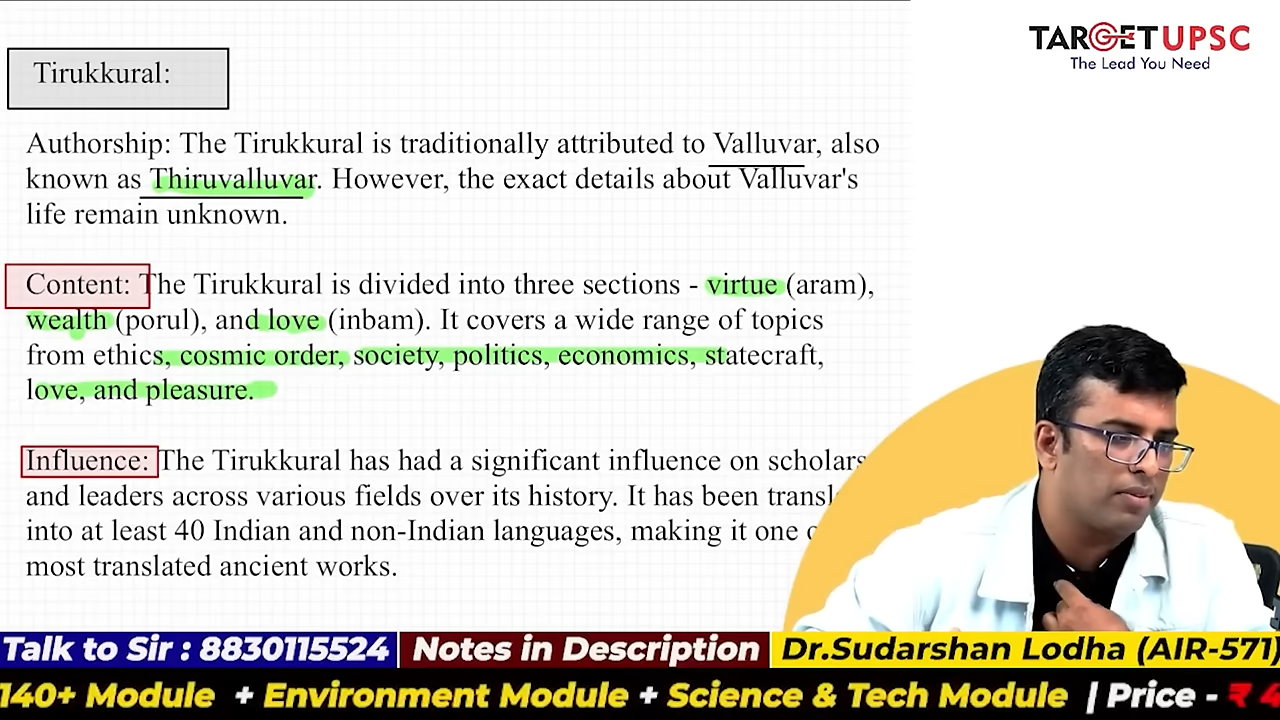 TARGET UPSC
The Lead You Need
Tirukkural:
Authorship: The Tirukkural is traditionally attributed to Valluvar, also
known as Thiruvalluvar. However, the exact details about Valluvar's
life remain unknown.
Content: The Tirukkural is divided into three sections - virtue (aram),
wealth (porul), and love (inbam). It covers a wide range of topics
from ethics, cosmic order, society, politics, economics, statecraft,
love, and pleasure.
Influence: The Tirukkural has had a significant influence on scholars
and leaders across various fields over its history. It has been
into at least 40 Indian and non-Indian languages, making it one
most translated ancient works.
Talk to Sir : 8830115524 Notes in Description Dr.Sudarshan Lodha (AIR-571)
140+ Module + Environment Module + Science & Tech Module | Price - ₹ 4